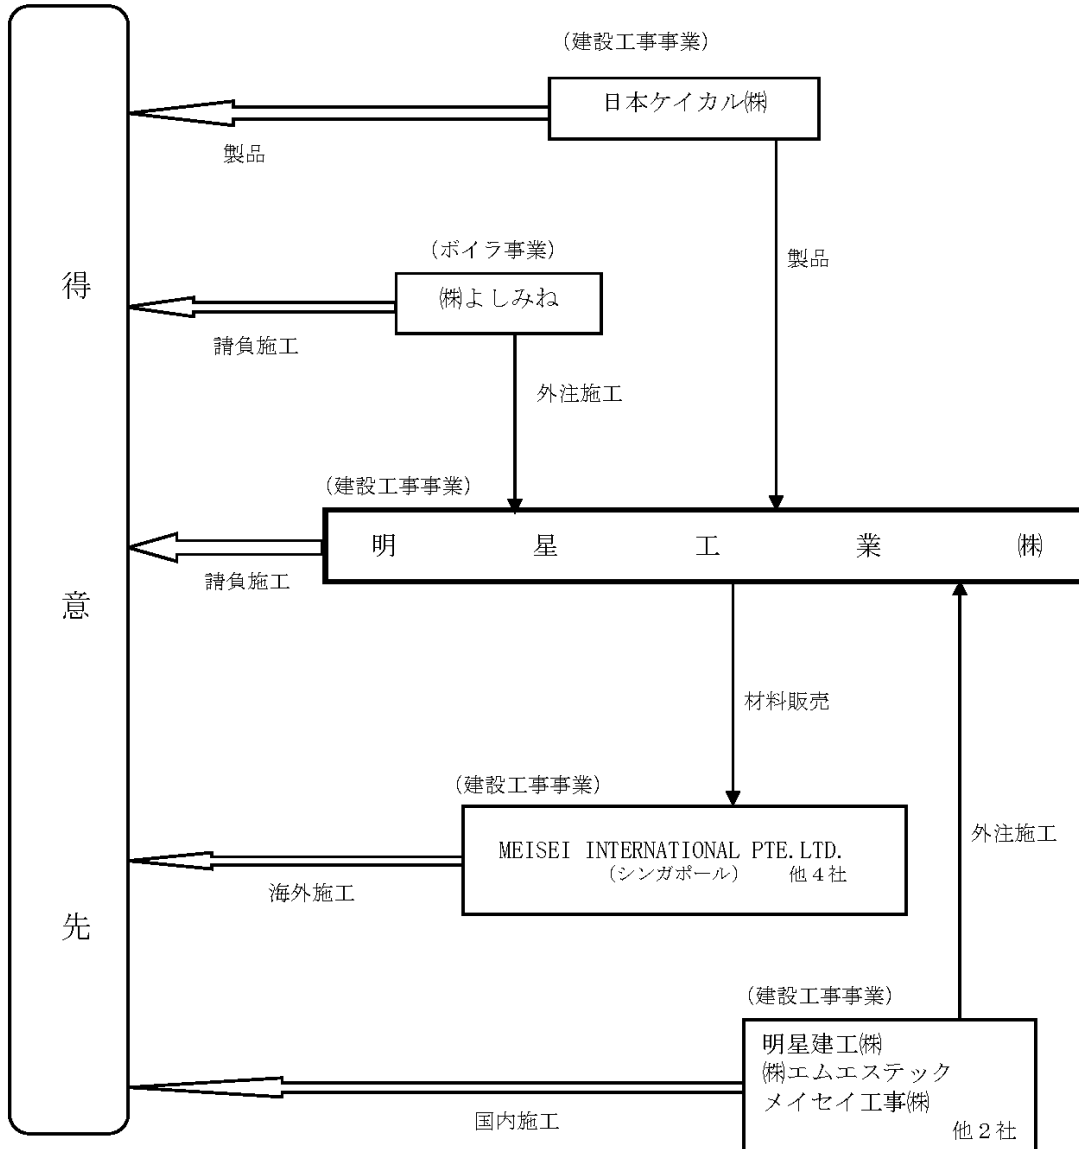 (建設工事事業)
日本ケイカル㈱
製品
製品
(ボイラ事業)
㈱よしみね
請負施工
外注施工
(建設工事事業)
明星工業㈱
請負施工
材料販売
(建設工事事業)
MEISEI INTERNATIONAL PTE.LTD.
(シンガポール) 他4社
海外施工
外注施工
(建設工事事業)
明星建工㈱
㈱エムエステック
メイセイ工事㈱
他2社
国内施工
得意先